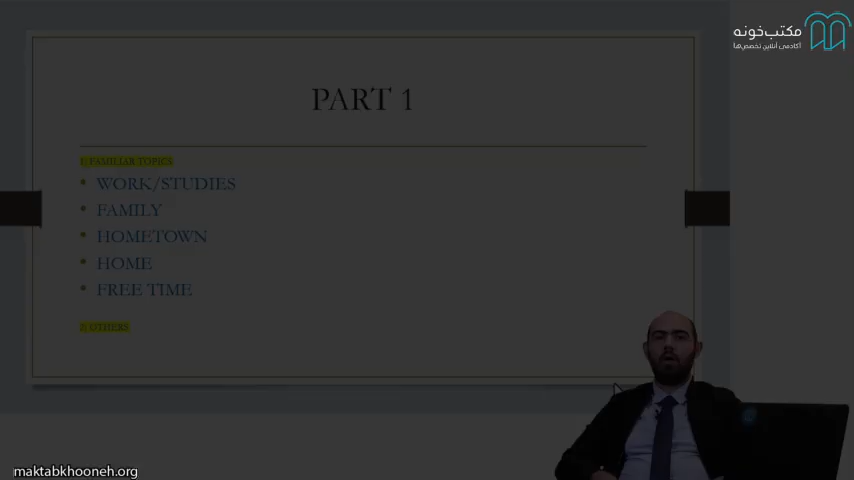 مکتب‌خونه
آکادمی آنلاین تخصص‌ها
PART 1
1) FAMILIAR TOPICS
• WORK/STUDIES
• FAMILY
• HOMETOWN
• HOME
• FREE TIME
2) OTHERS
maktabkhooneh.org